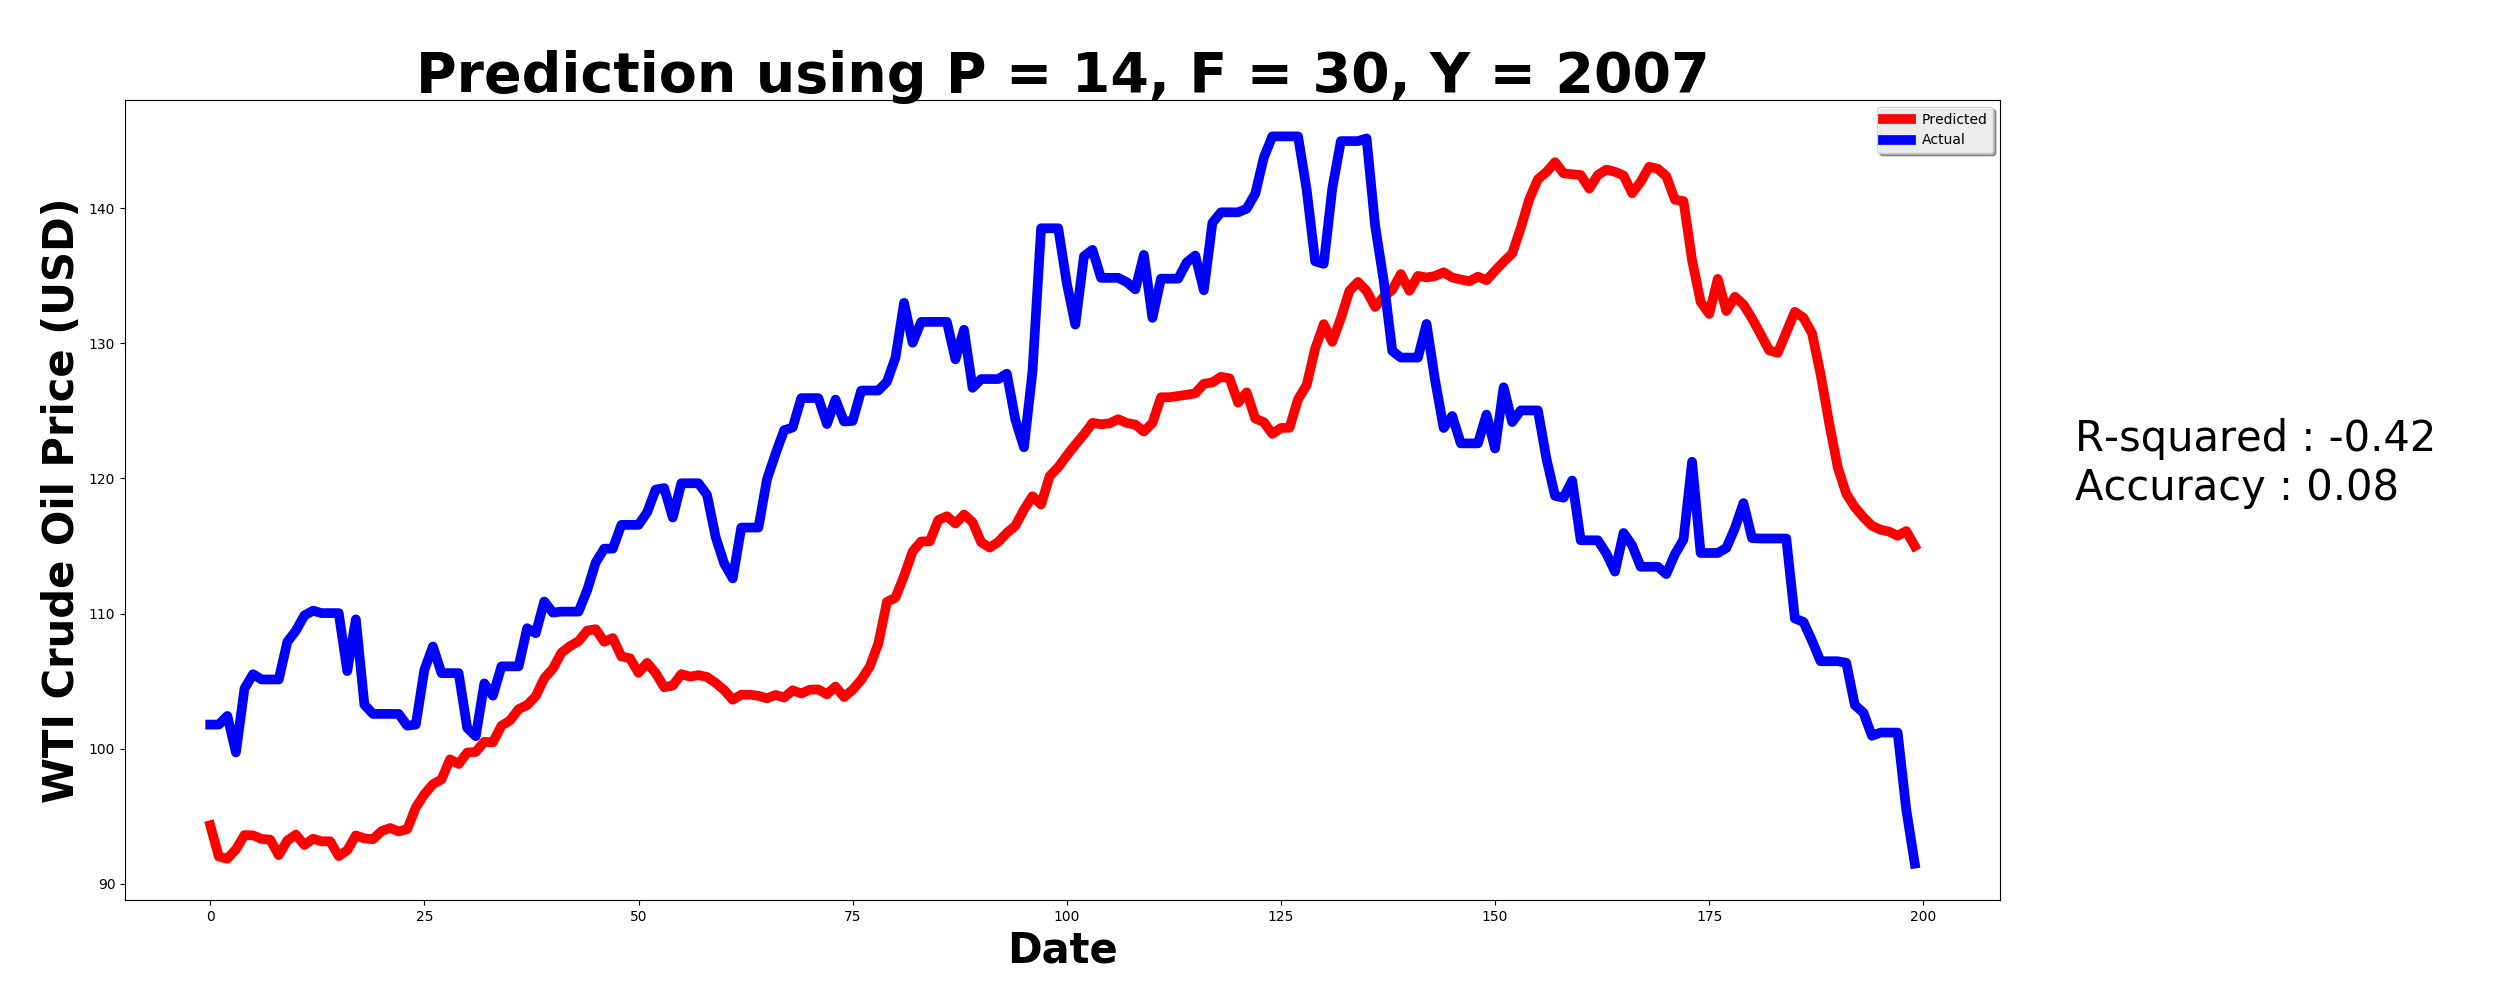 Prediction using P = 14, F = 30, Y = 2007
Predicted
Actual
WTI Crude Oil Price (USD)
140
130
120
110
100
90
0 25 50 75 100 125 150 175 200
Date
R-squared : -0.42
Accuracy : 0.08